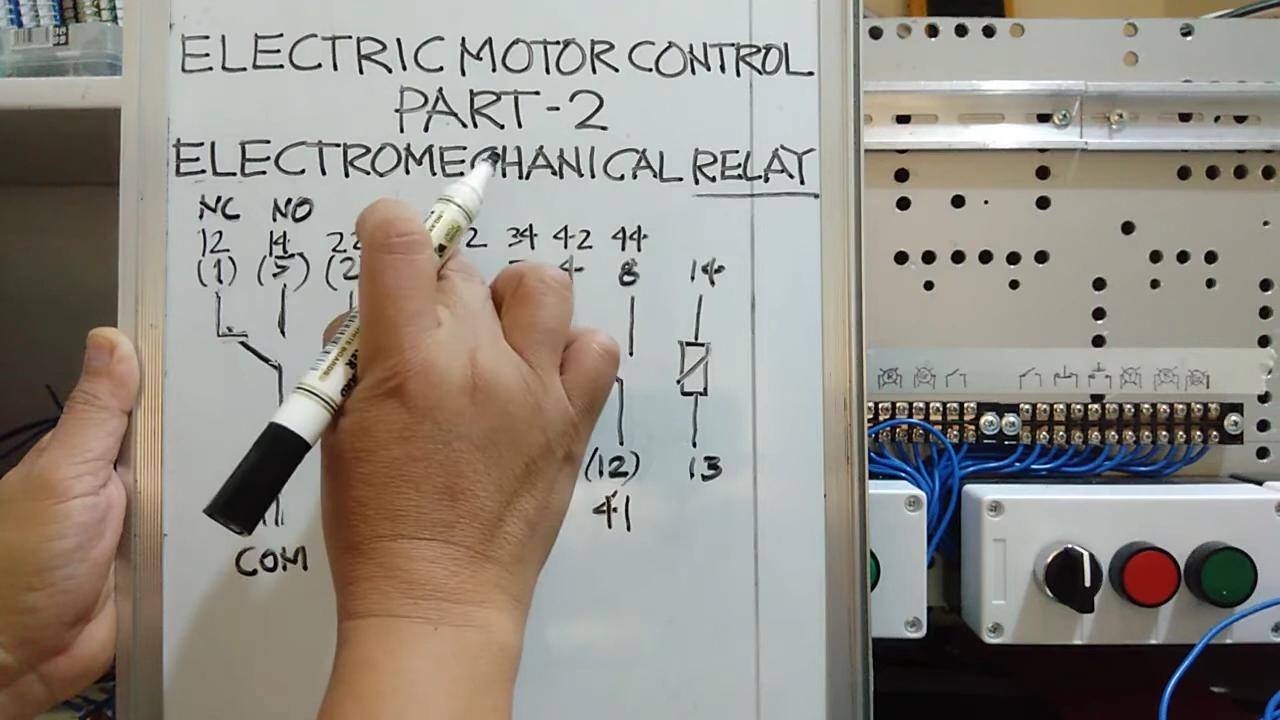 ELECTRIC MOTOR CONTROL
PART-2
ELECTROMECHANICAL RELAY
NC NO
12 14 22 34 42 44
(1) (5) (2 4 8 14
(12) 13
41
COM